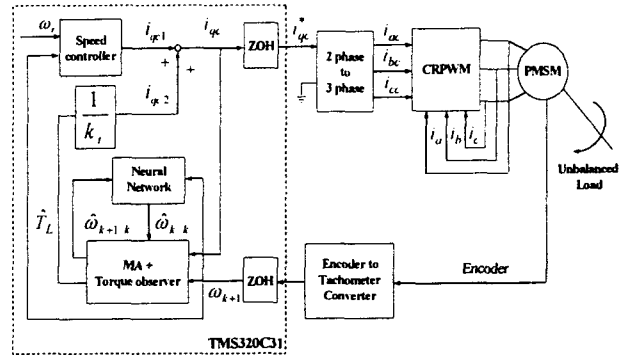 ω_r
Speed controller
i_qc1
+
+
i_qc
ZOH
i*_qc
2 phase to 3 phase
i_ac
i_bc
i_cc
CRPWM
PMSM
i_a
i_b
i_c
Unbalanced Load
1/k_t
i_qc2
Neural Network
T̂_L
ω̂_k+1 k
ω̂_k k
MA + Torque observer
ω_k+1
ZOH
Encoder to Tachometer Converter
Encoder
TMS320C31